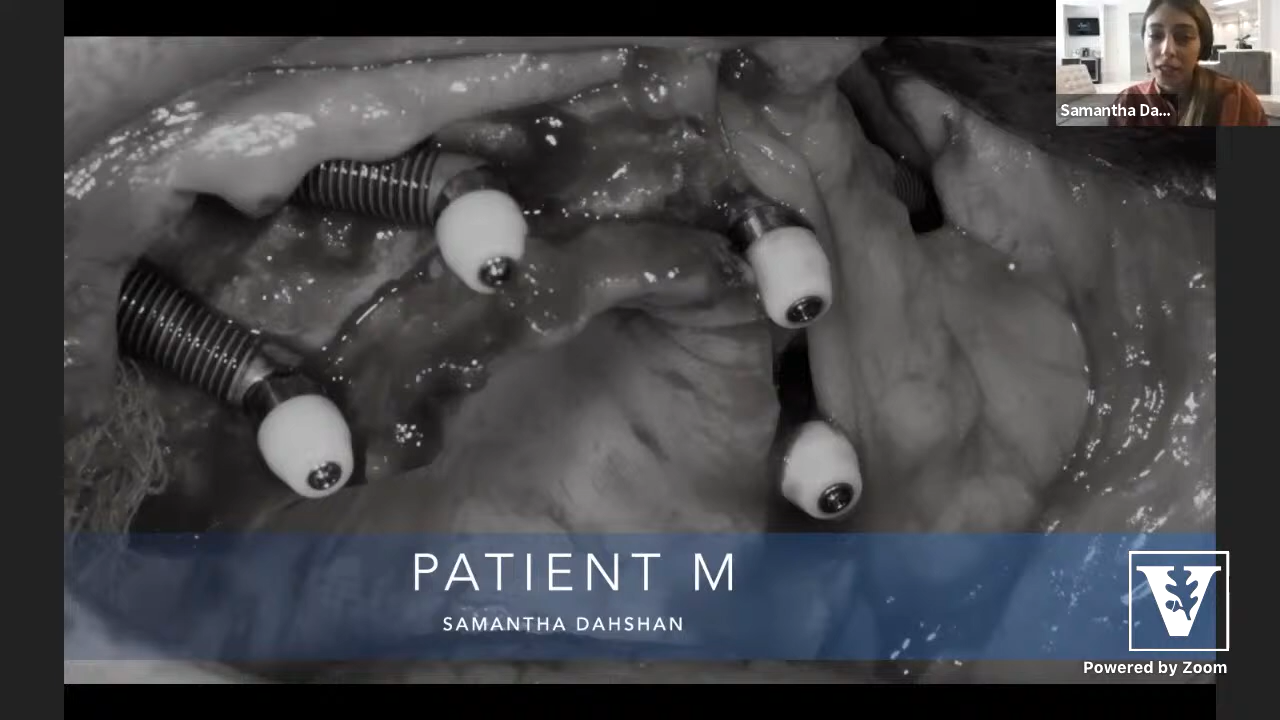 Samantha Da...
PATIENT M
SAMANTHA DAHSHAN
V
Powered by Zoom